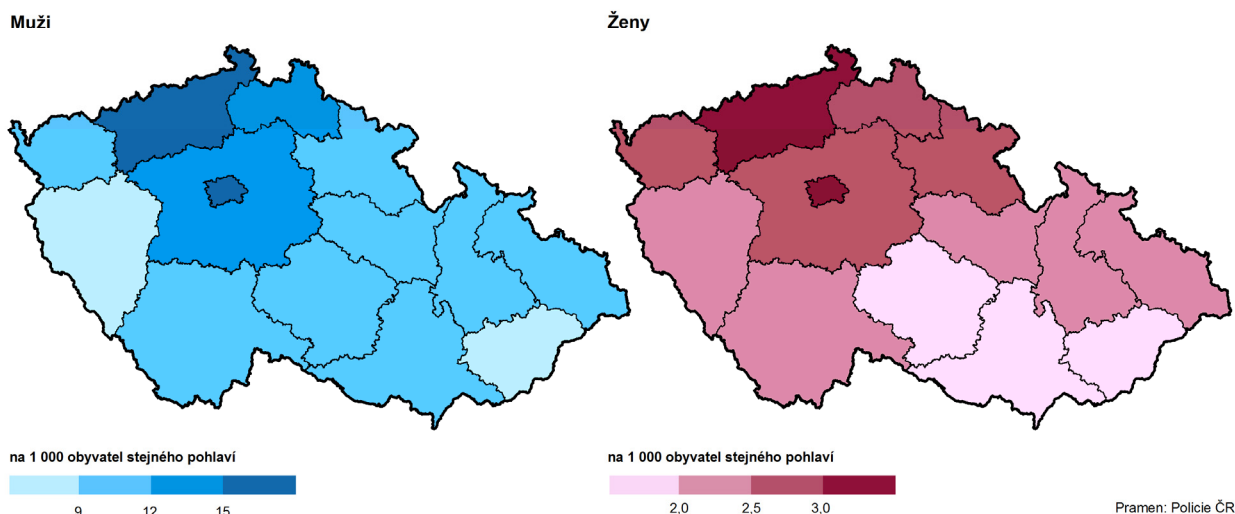 Muži
Ženy
na 1 000 obyvatel stejného pohlaví
9 12 15
na 1 000 obyvatel stejného pohlaví
2,0 2,5 3,0
Pramen: Policie ČR